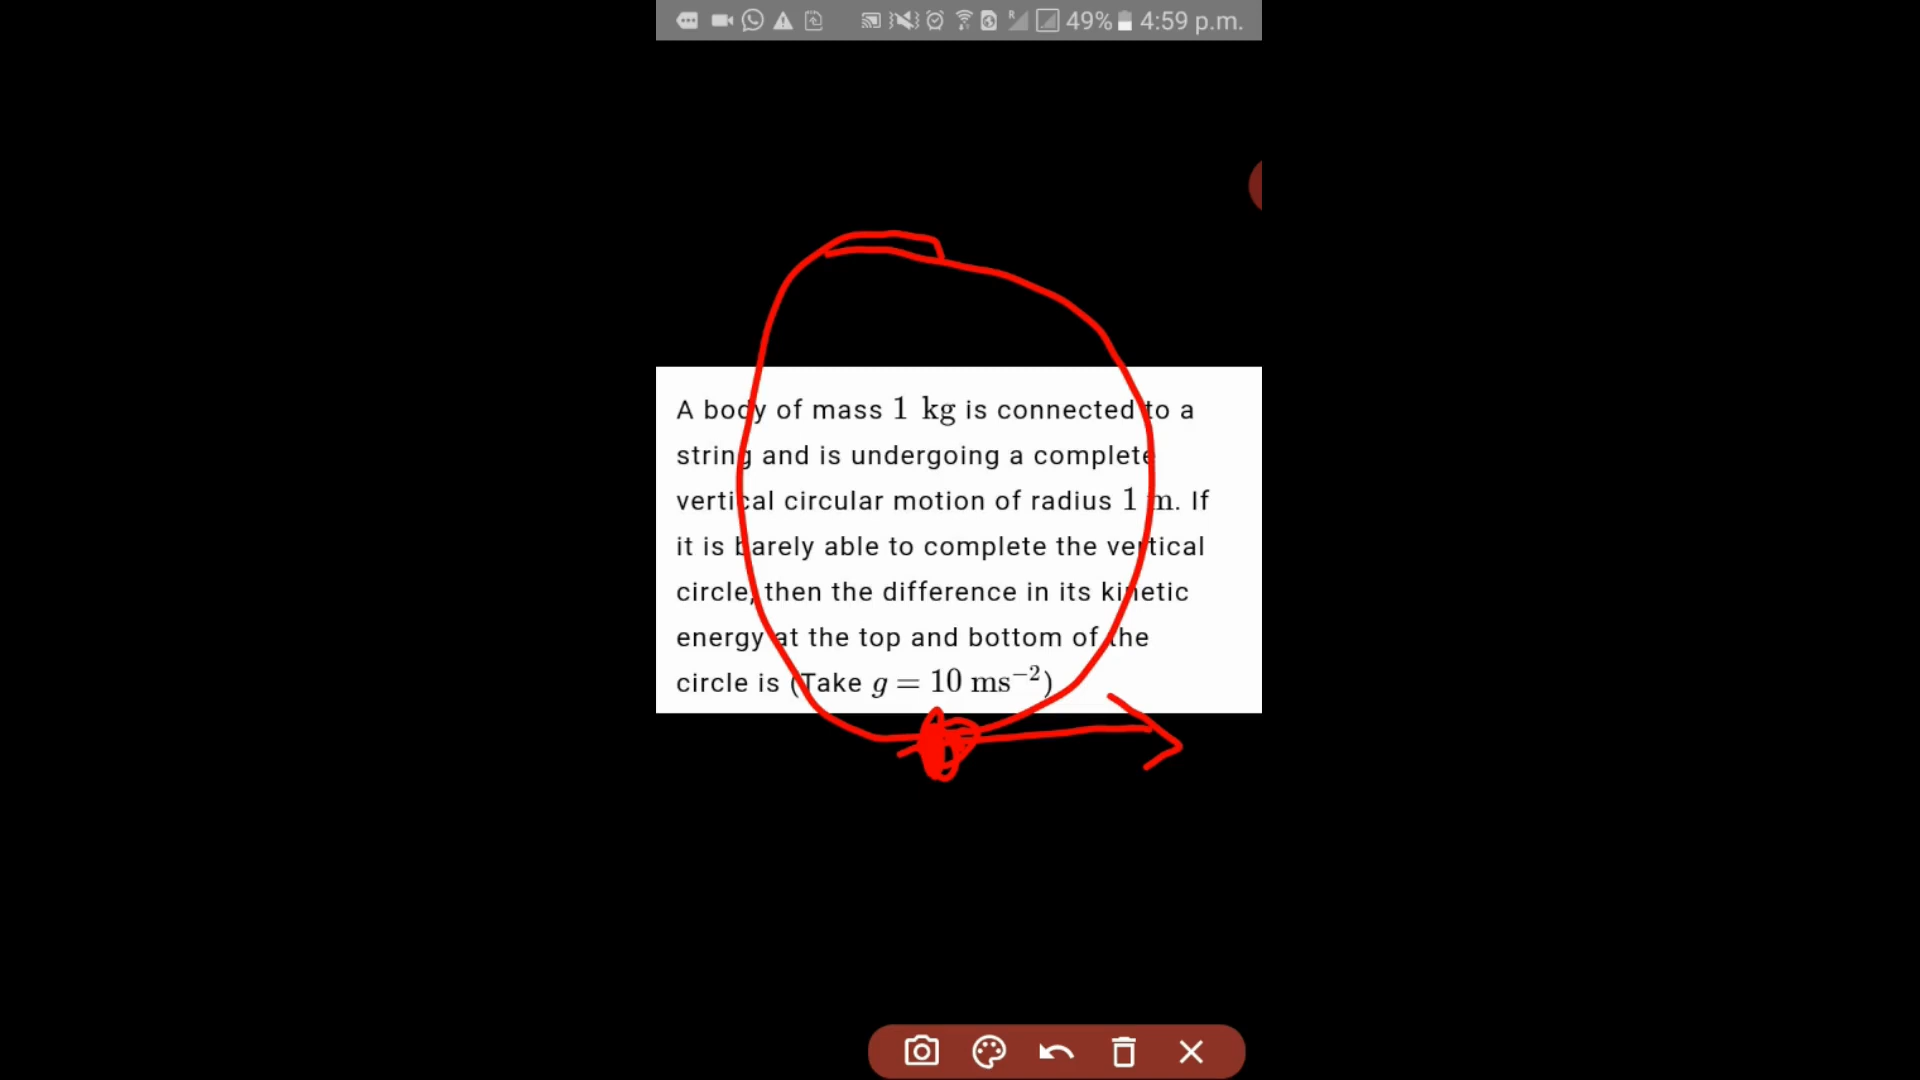 R 49% 4:59 p.m.
A body of mass 1 kg is connected to a
string and is undergoing a complete
vertical circular motion of radius 1 m. If
it is barely able to complete the vertical
circle, then the difference in its kinetic
energy at the top and bottom of the
circle is (Take g = 10 ms⁻²)